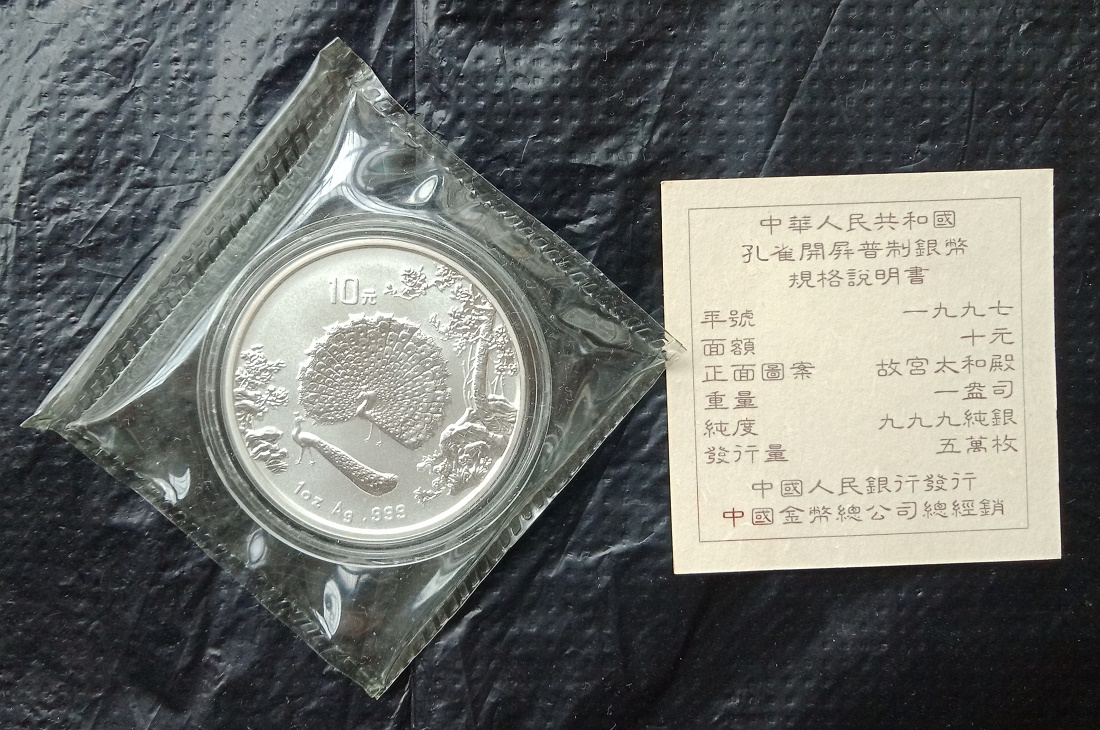 10元
1oz Ag .999
中華人民共和國
孔雀開屏普制銀幣
規格說明書
年號 一九九七
面額 十元
正面圖案 故宮太和殿
重量 一盎司
純度 九九九純銀
發行量 五萬枚
中國人民銀行發行
中國金幣總公司總經銷